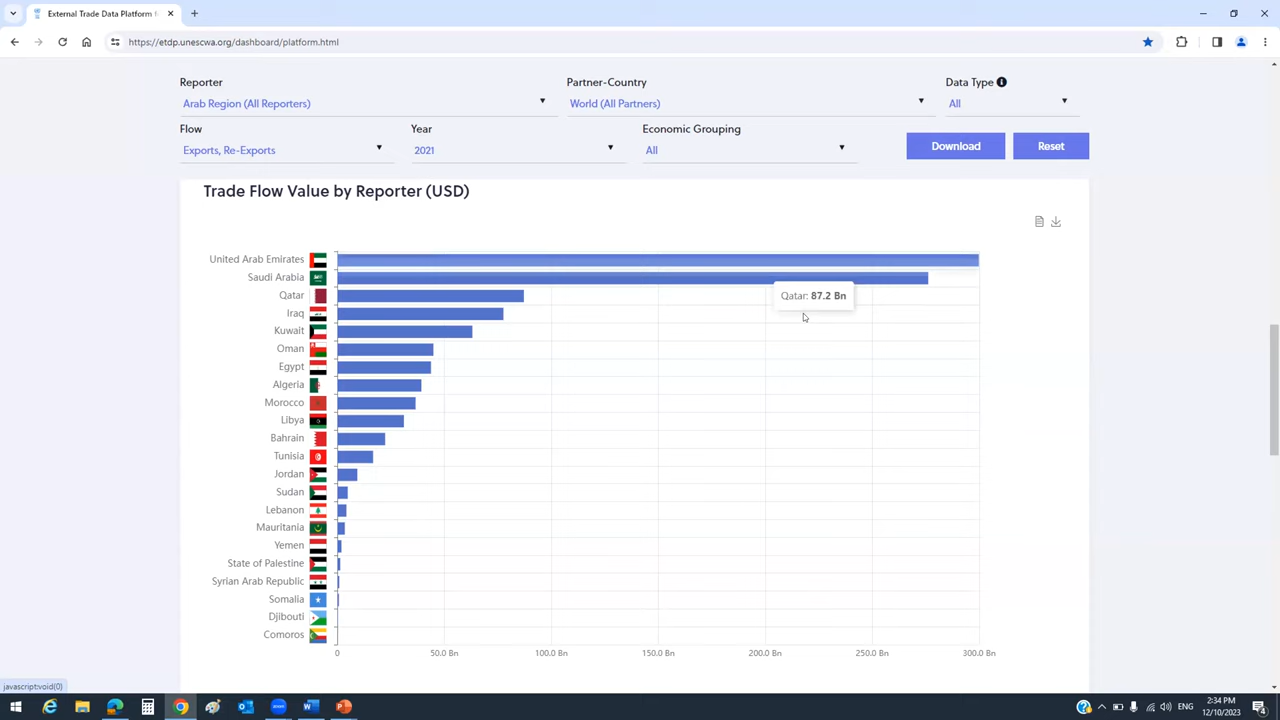 External Trade Data Platform f
https://etdp.unescwa.org/dashboard/platform.html
Reporter
Arab Region (All Reporters)
Partner-Country
World (All Partners)
Data Type
All
Flow
Exports, Re-Exports
Year
2021
Economic Grouping
All
Download
Reset
Trade Flow Value by Reporter (USD)
United Arab Emirates
Saudi Arabia
Qatar
Qatar: 87.2 Bn
Iraq
Kuwait
Oman
Egypt
Algeria
Morocco
Libya
Bahrain
Tunisia
Jordan
Sudan
Lebanon
Mauritania
Yemen
State of Palestine
Syrian Arab Republic
Somalia
Djibouti
Comoros
0 50.0 Bn 100.0 Bn 150.0 Bn 200.0 Bn 250.0 Bn 300.0 Bn
javascript:void(0)
ENG
2:34 PM
12/10/2023